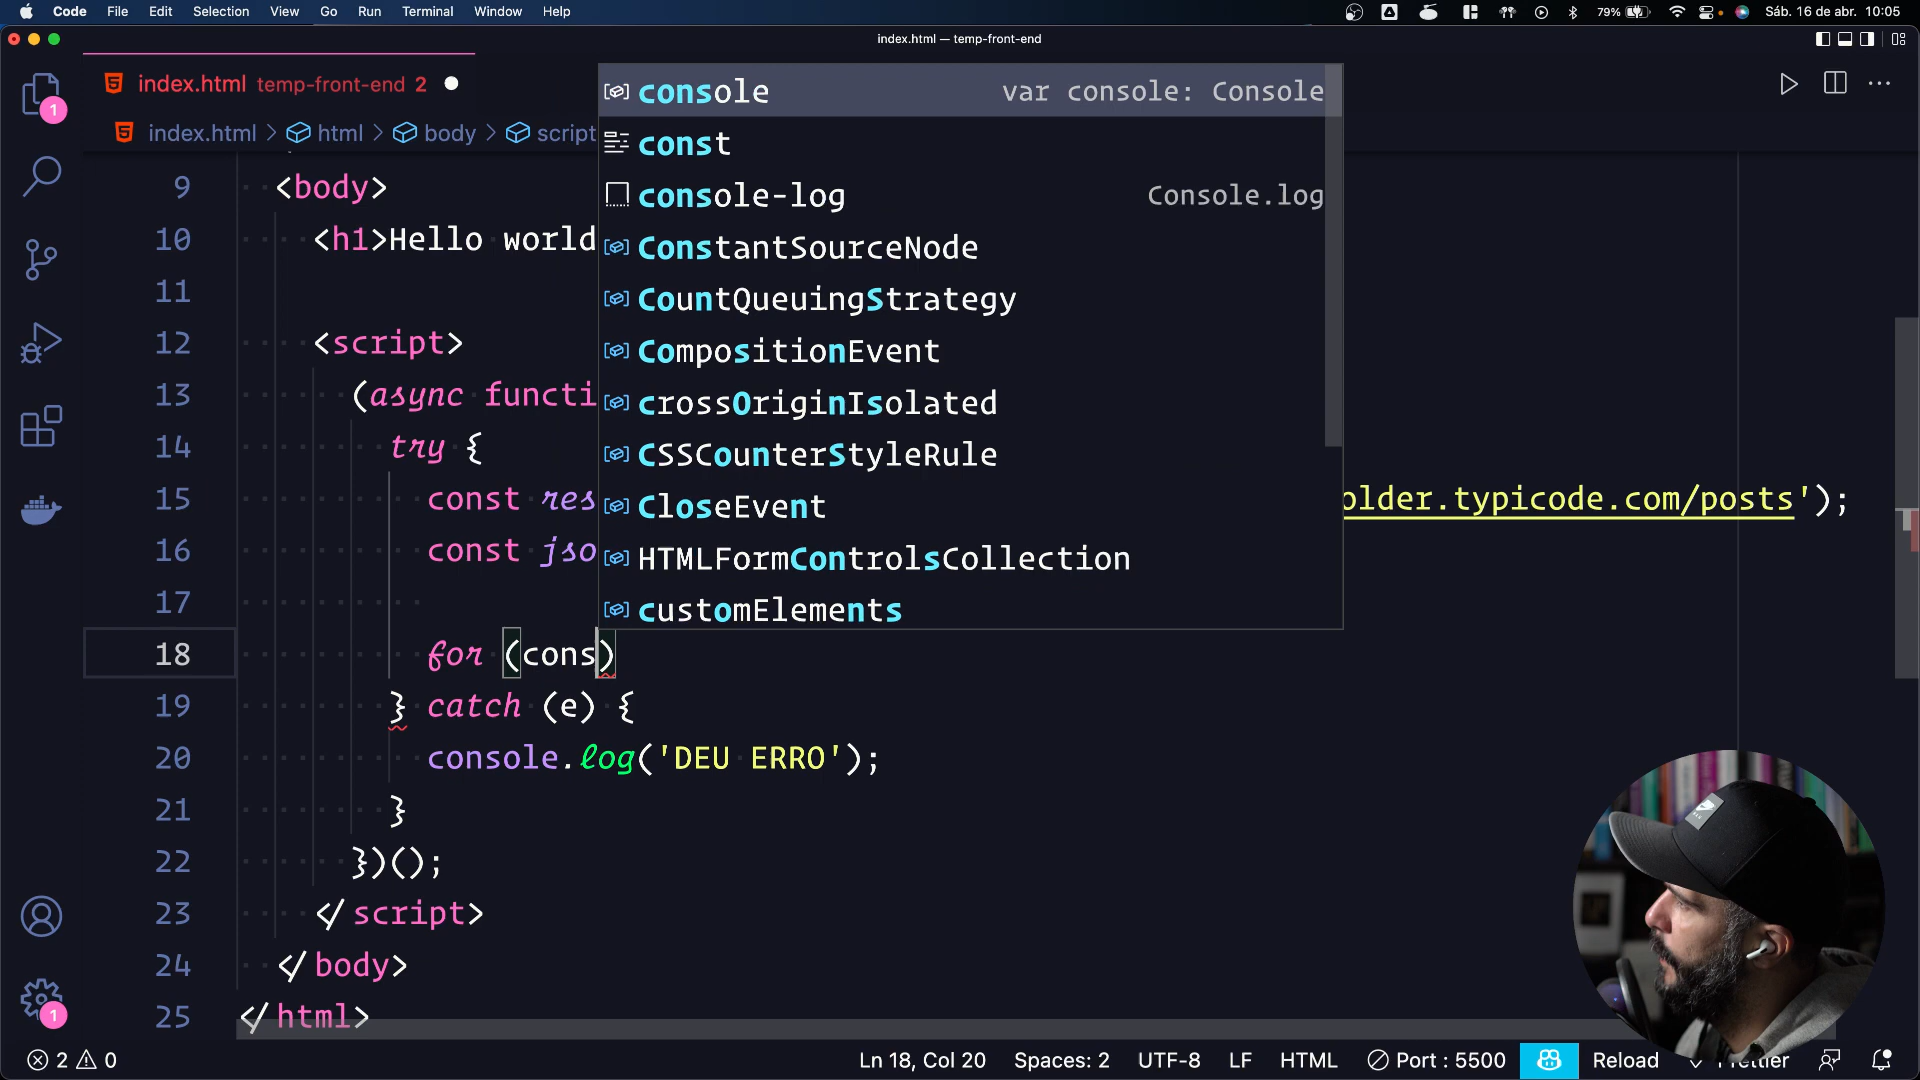 Code File Edit Selection View Go Run Terminal Window Help 79% Sáb. 16 de abr. 10:05
index.html — temp-front-end
index.html temp-front-end 2
index.html > html > body > script
console var console: Console
const
console-log Console.log
ConstantSourceNode
CountQueuingStrategy
CompositionEvent
crossOriginIsolated
CSSCounterStyleRule
CloseEvent
HTMLFormControlsCollection
customElements
9 <body>
10 <h1>Hello world
11
12 <script>
13 (async functi
14 try {
15 const res older.typicode.com/posts');
16 const jso
17
18 for (cons)
19 } catch (e) {
20 console.log('DEU ERRO');
21 }
22 })();
23 </script>
24 </body>
25 </html>
1
1
2 0 Ln 18, Col 20 Spaces: 2 UTF-8 LF HTML Port : 5500 Reload Prettier